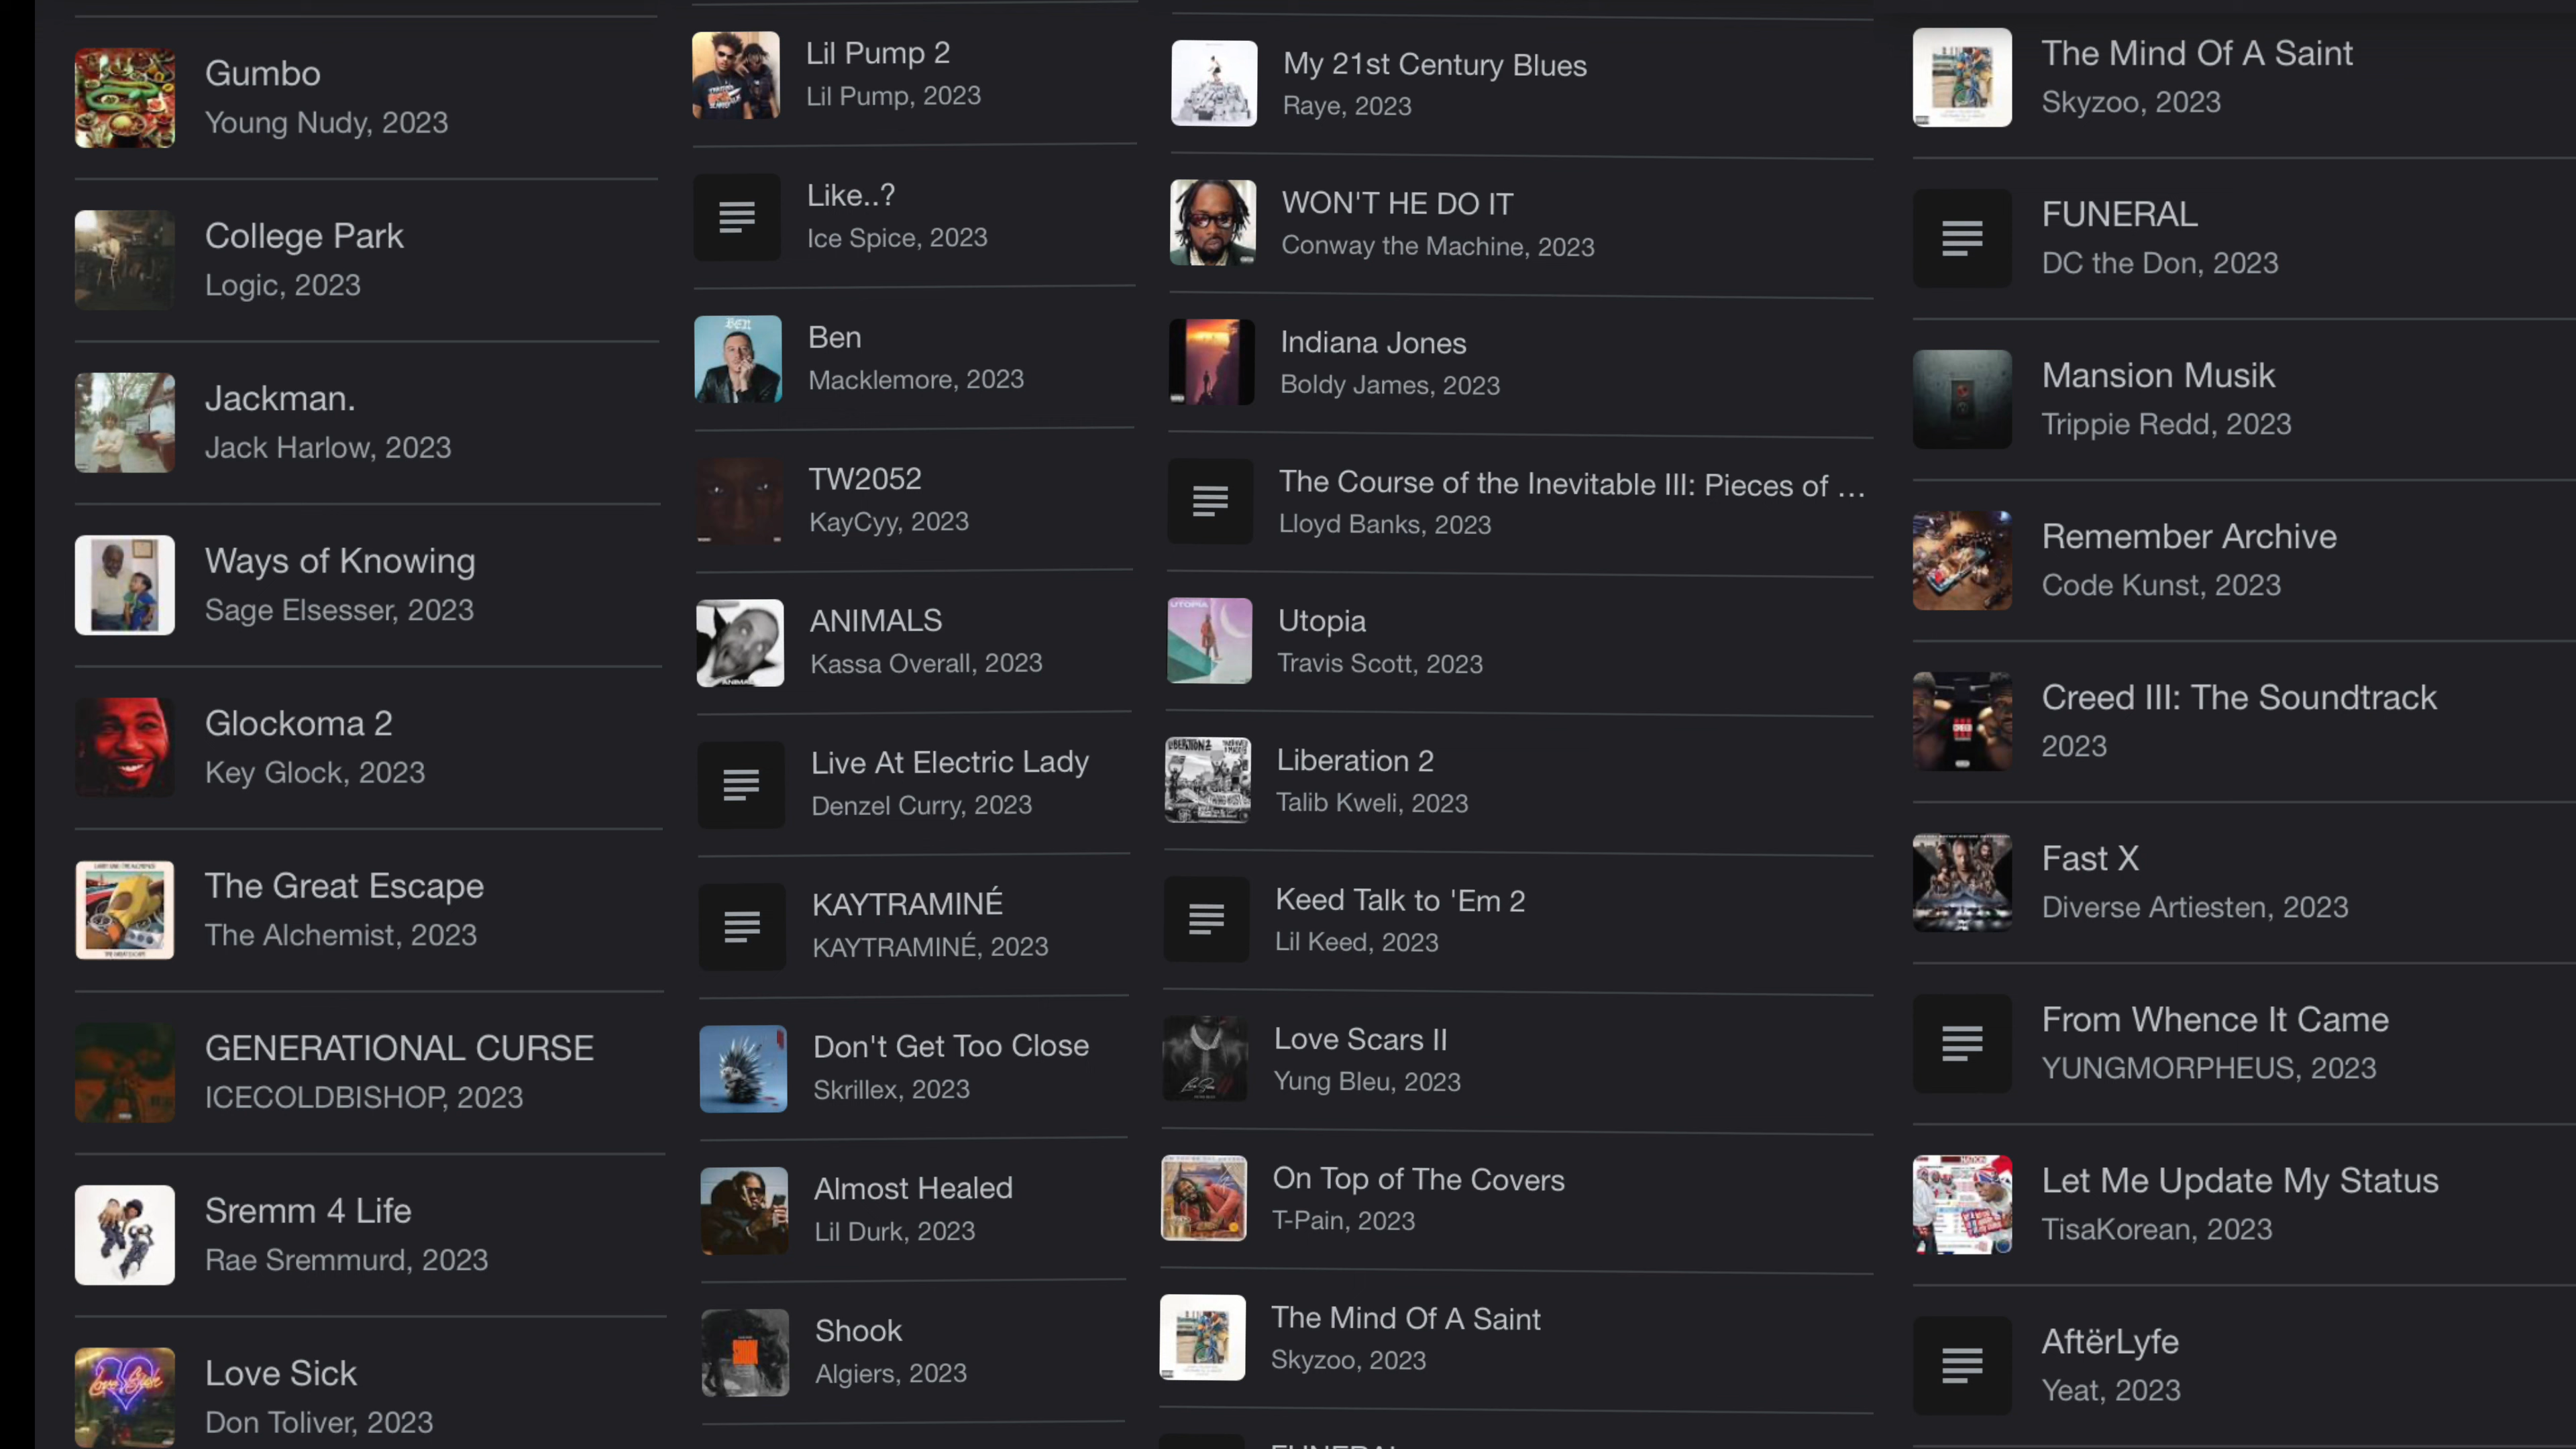 Gumbo
Young Nudy, 2023
College Park
Logic, 2023
Jackman.
Jack Harlow, 2023
Ways of Knowing
Sage Elsesser, 2023
Glockoma 2
Key Glock, 2023
The Great Escape
The Alchemist, 2023
GENERATIONAL CURSE
ICECOLDBISHOP, 2023
Sremm 4 Life
Rae Sremmurd, 2023
Love Sick
Don Toliver, 2023
Lil Pump 2
Lil Pump, 2023
Like..?
Ice Spice, 2023
BEN
Ben
Macklemore, 2023
TW2052
KayCyy, 2023
ANIMALS
Kassa Overall, 2023
Live At Electric Lady
Denzel Curry, 2023
KAYTRAMINÉ
KAYTRAMINÉ, 2023
Don't Get Too Close
Skrillex, 2023
Almost Healed
Lil Durk, 2023
Shook
Algiers, 2023
My 21st Century Blues
Raye, 2023
WON'T HE DO IT
Conway the Machine, 2023
Indiana Jones
Boldy James, 2023
The Course of the Inevitable III: Pieces of ...
Lloyd Banks, 2023
UTOPIA
Utopia
Travis Scott, 2023
Liberation 2
Talib Kweli, 2023
Keed Talk to 'Em 2
Lil Keed, 2023
Love Scars II
Yung Bleu, 2023
On Top of The Covers
T-Pain, 2023
The Mind Of A Saint
Skyzoo, 2023
The Mind Of A Saint
Skyzoo, 2023
FUNERAL
DC the Don, 2023
Mansion Musik
Trippie Redd, 2023
Remember Archive
Code Kunst, 2023
Creed III: The Soundtrack
2023
Fast X
Diverse Artiesten, 2023
From Whence It Came
YUNGMORPHEUS, 2023
Let Me Update My Status
TisaKorean, 2023
AftërLyfe
Yeat, 2023